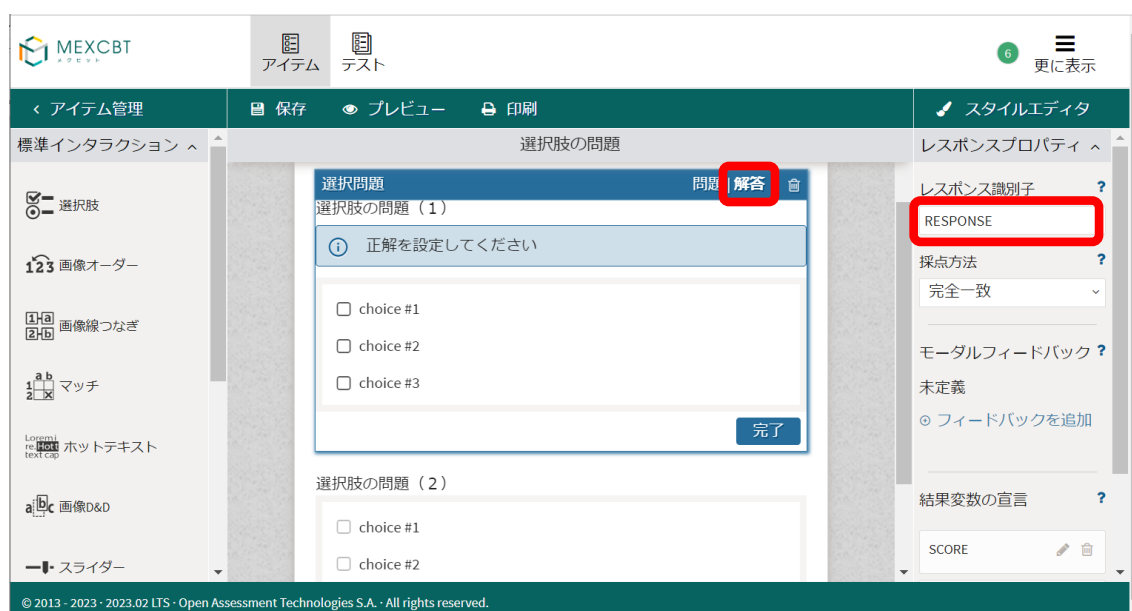 MEXCBT
メクビット
アイテム
テスト
6
更に表示
アイテム管理
保存
プレビュー
印刷
スタイルエディタ
標準インタラクション
選択肢の問題
レスポンスプロパティ
選択肢
123 画像オーダー
画像線つなぎ
マッチ
ホットテキスト
画像D&D
スライダー
選択問題
問題 | 解答
選択肢の問題（1）
正解を設定してください
choice #1
choice #2
choice #3
完了
選択肢の問題（2）
choice #1
choice #2
レスポンス識別子 ?
RESPONSE
採点方法 ?
完全一致
モーダルフィードバック ?
未定義
フィードバックを追加
結果変数の宣言 ?
SCORE
© 2013 - 2023 · 2023.02 LTS · Open Assessment Technologies S.A. · All rights reserved.